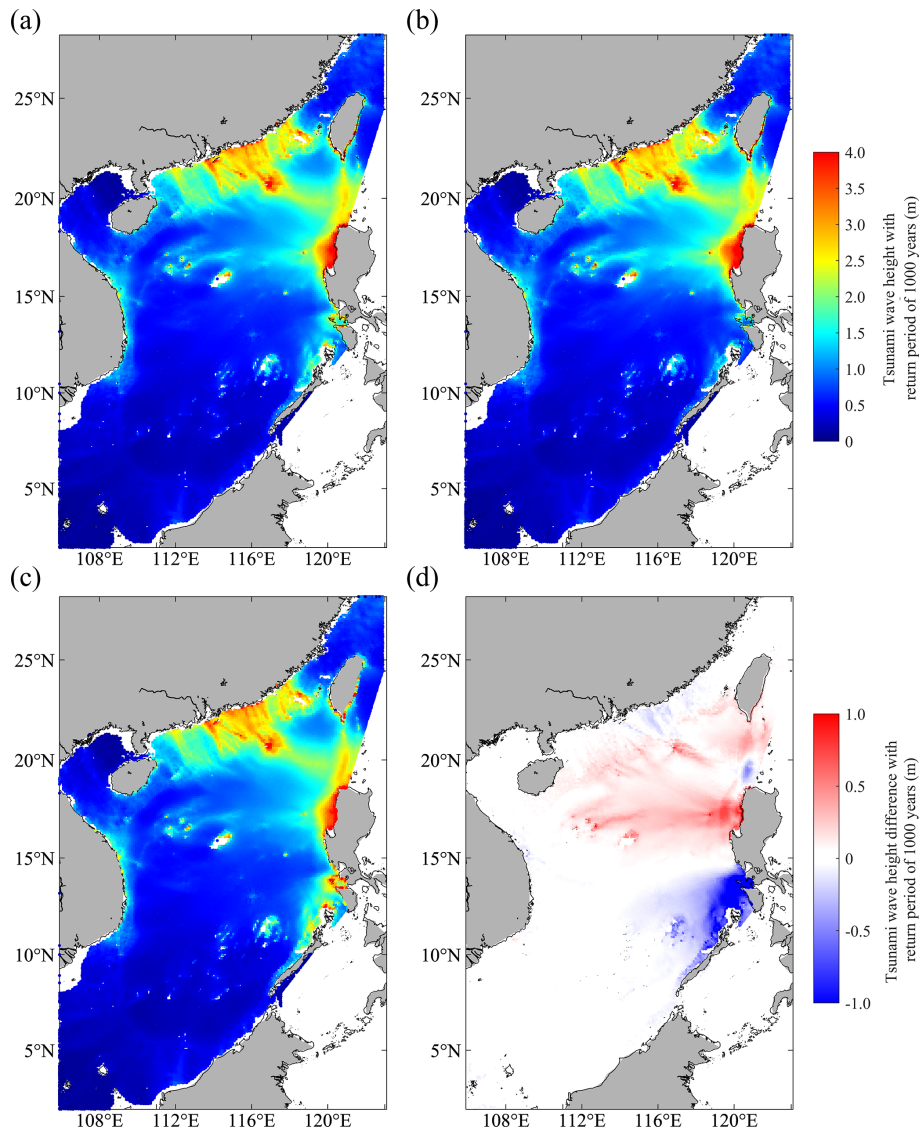 (a)
(b)
25°N
20°N
15°N
10°N
5°N
108°E 112°E 116°E 120°E
25°N
20°N
15°N
10°N
5°N
108°E 112°E 116°E 120°E
4.0
3.5
3.0
2.5
2.0
1.5
1.0
0.5
0
Tsunami wave height with
return period of 1000 years (m)
(c)
(d)
25°N
20°N
15°N
10°N
5°N
108°E 112°E 116°E 120°E
25°N
20°N
15°N
10°N
5°N
108°E 112°E 116°E 120°E
1.0
0.5
0
-0.5
-1.0
Tsunami wave height difference with
return period of 1000 years (m)